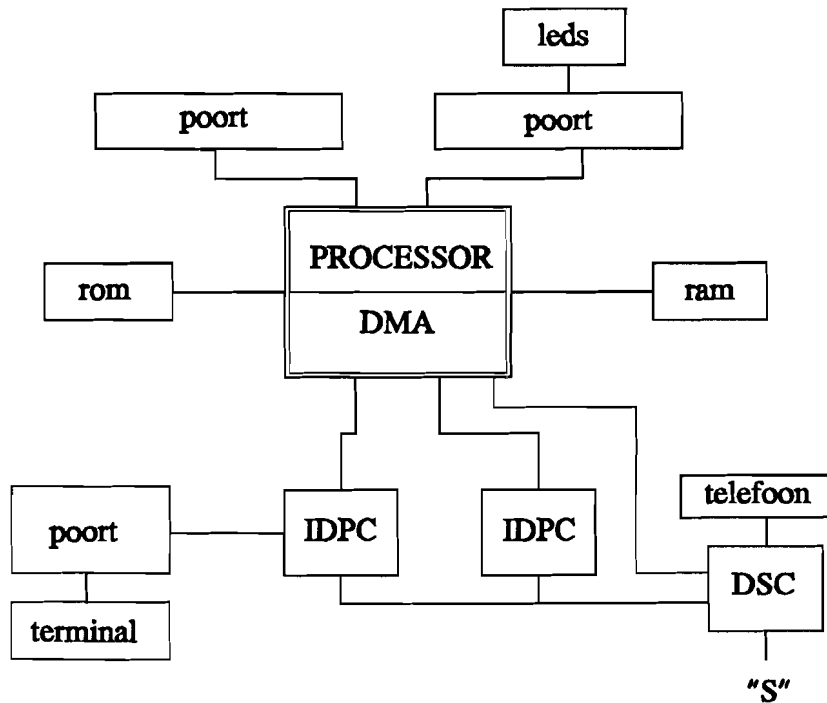 leds
poort
poort
PROCESSOR
rom
ram
DMA
telefoon
poort
IDPC
IDPC
DSC
terminal
"S"